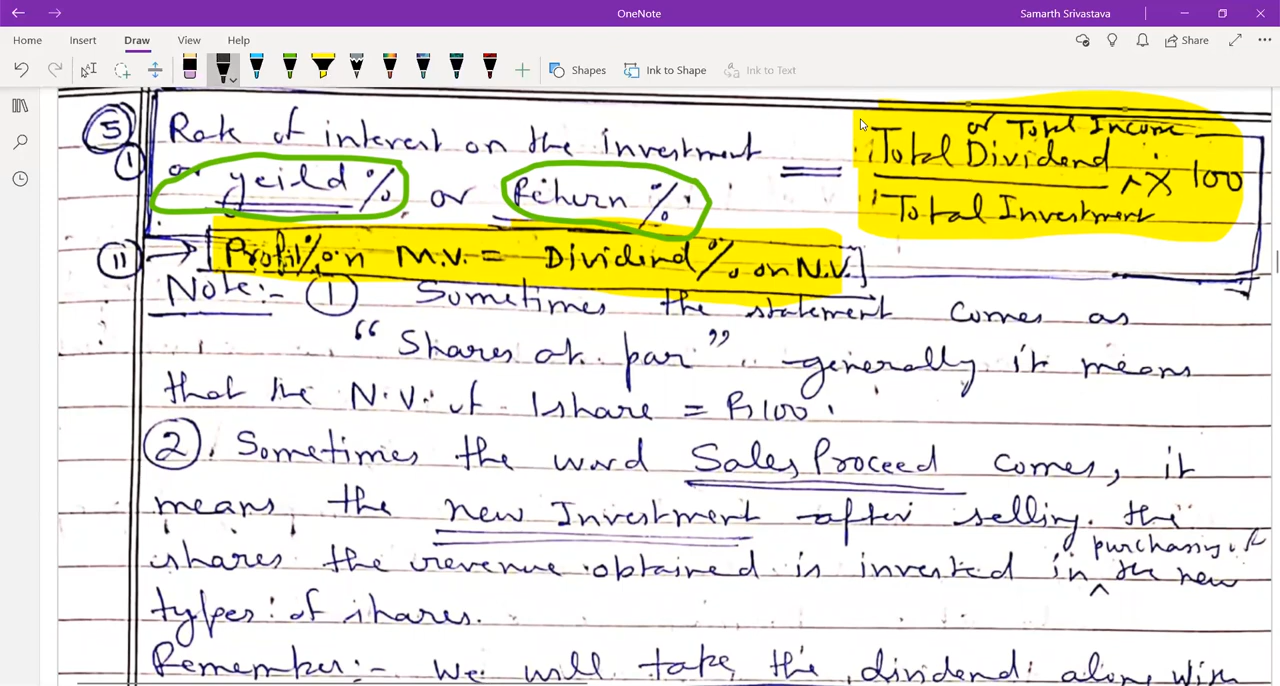 OneNote
Samarth Srivastava
Home Insert Draw View Help
Share
Shapes
Ink to Shape
Ink to Text
5
1 Rate of interest on the Investment =
or yeild % or Return %
or Total Income
Total Dividend × 100
Total Investment
11 → [Profit% on M.V. = Dividend % on N.V.]
Note:- 1 Sometimes the statement comes as
“Shares at par” generally it means
that the N.V. of 1 share = Rs 100.
2. Sometimes the word Sales Proceed comes, it
means the new Investment after selling the
purchasing of
shares the revenue obtained is invested in ^ the new
types of shares.
Remember:- We will take the dividend along with